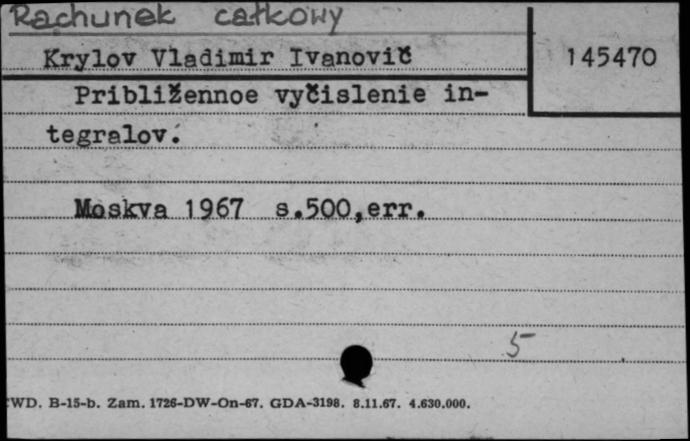 Rachunek całkowy
Krylov Vladimir Ivanovič
145470
Približennoe vyčislenie in-
tegralov.
Moskva 1967 s.500,err.
5
WD. B-15-b. Zam. 1726-DW-On-67. GDA-3198. 8.11.67. 4.630.000.